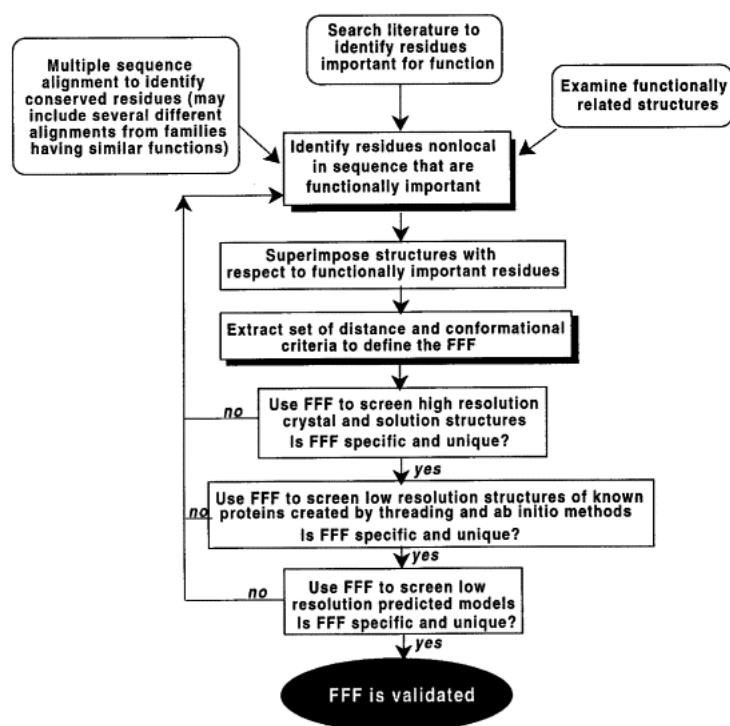 Search literature to
identify residues
important for function
Multiple sequence
alignment to identify
conserved residues (may
include several different
alignments from families
having similar functions)
Examine functionally
related structures
Identify residues nonlocal
in sequence that are
functionally important
Superimpose structures with
respect to functionally important residues
Extract set of distance and conformational
criteria to define the FFF
no
Use FFF to screen high resolution
crystal and solution structures
Is FFF specific and unique?
yes
no
Use FFF to screen low resolution structures of known
proteins created by threading and ab initio methods
Is FFF specific and unique?
yes
no
Use FFF to screen low
resolution predicted models
Is FFF specific and unique?
yes
FFF is validated